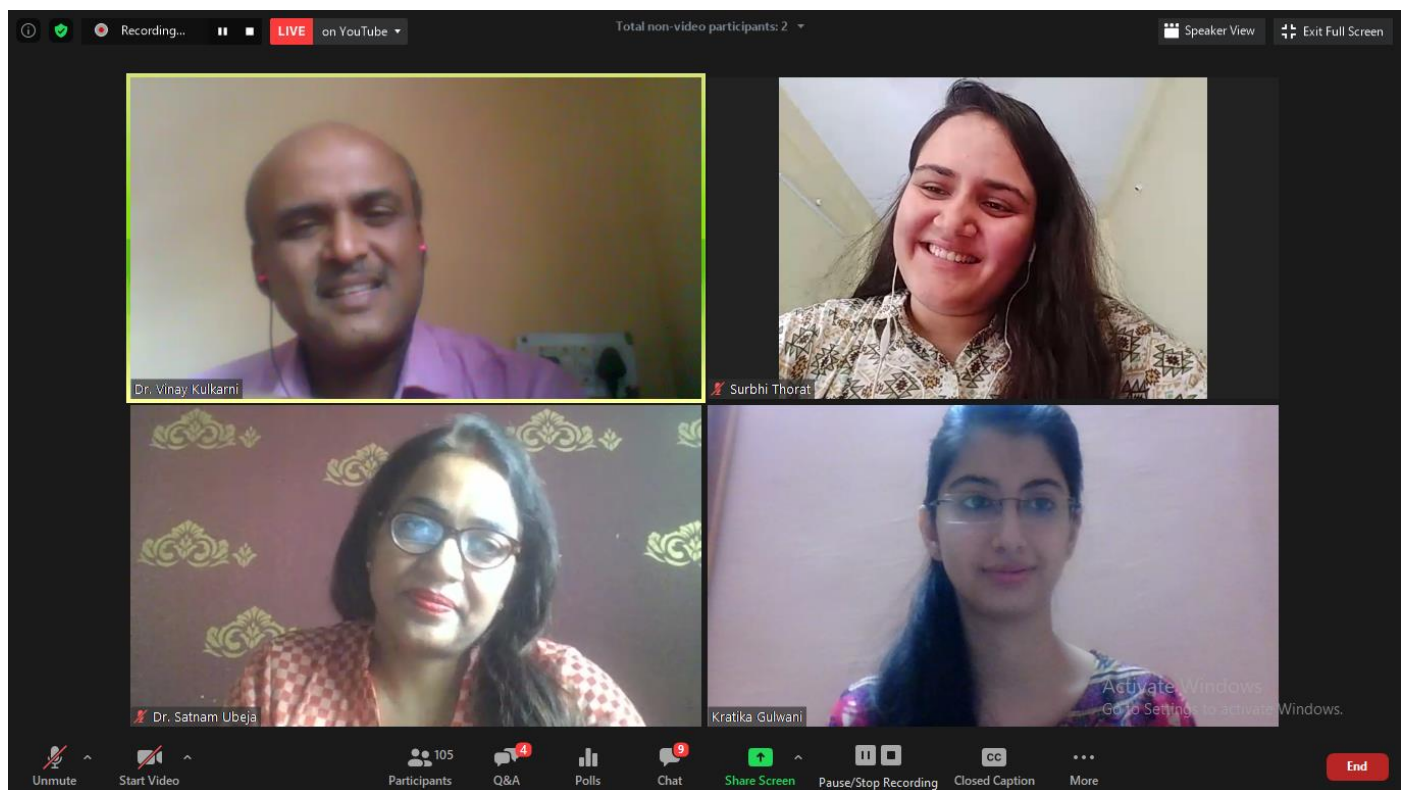 Recording...
LIVE on YouTube
Total non-video participants: 2
Speaker View
Exit Full Screen
Dr. Vinay Kulkarni
Surbhi Thorat
Dr. Satnam Ubeja
Kratika Gulwani
Activate Windows
Go to Settings to activate Windows.
105
4
9
CC
Unmute
Start Video
Participants
Q&A
Polls
Chat
Share Screen
Pause/Stop Recording
Closed Caption
More
End